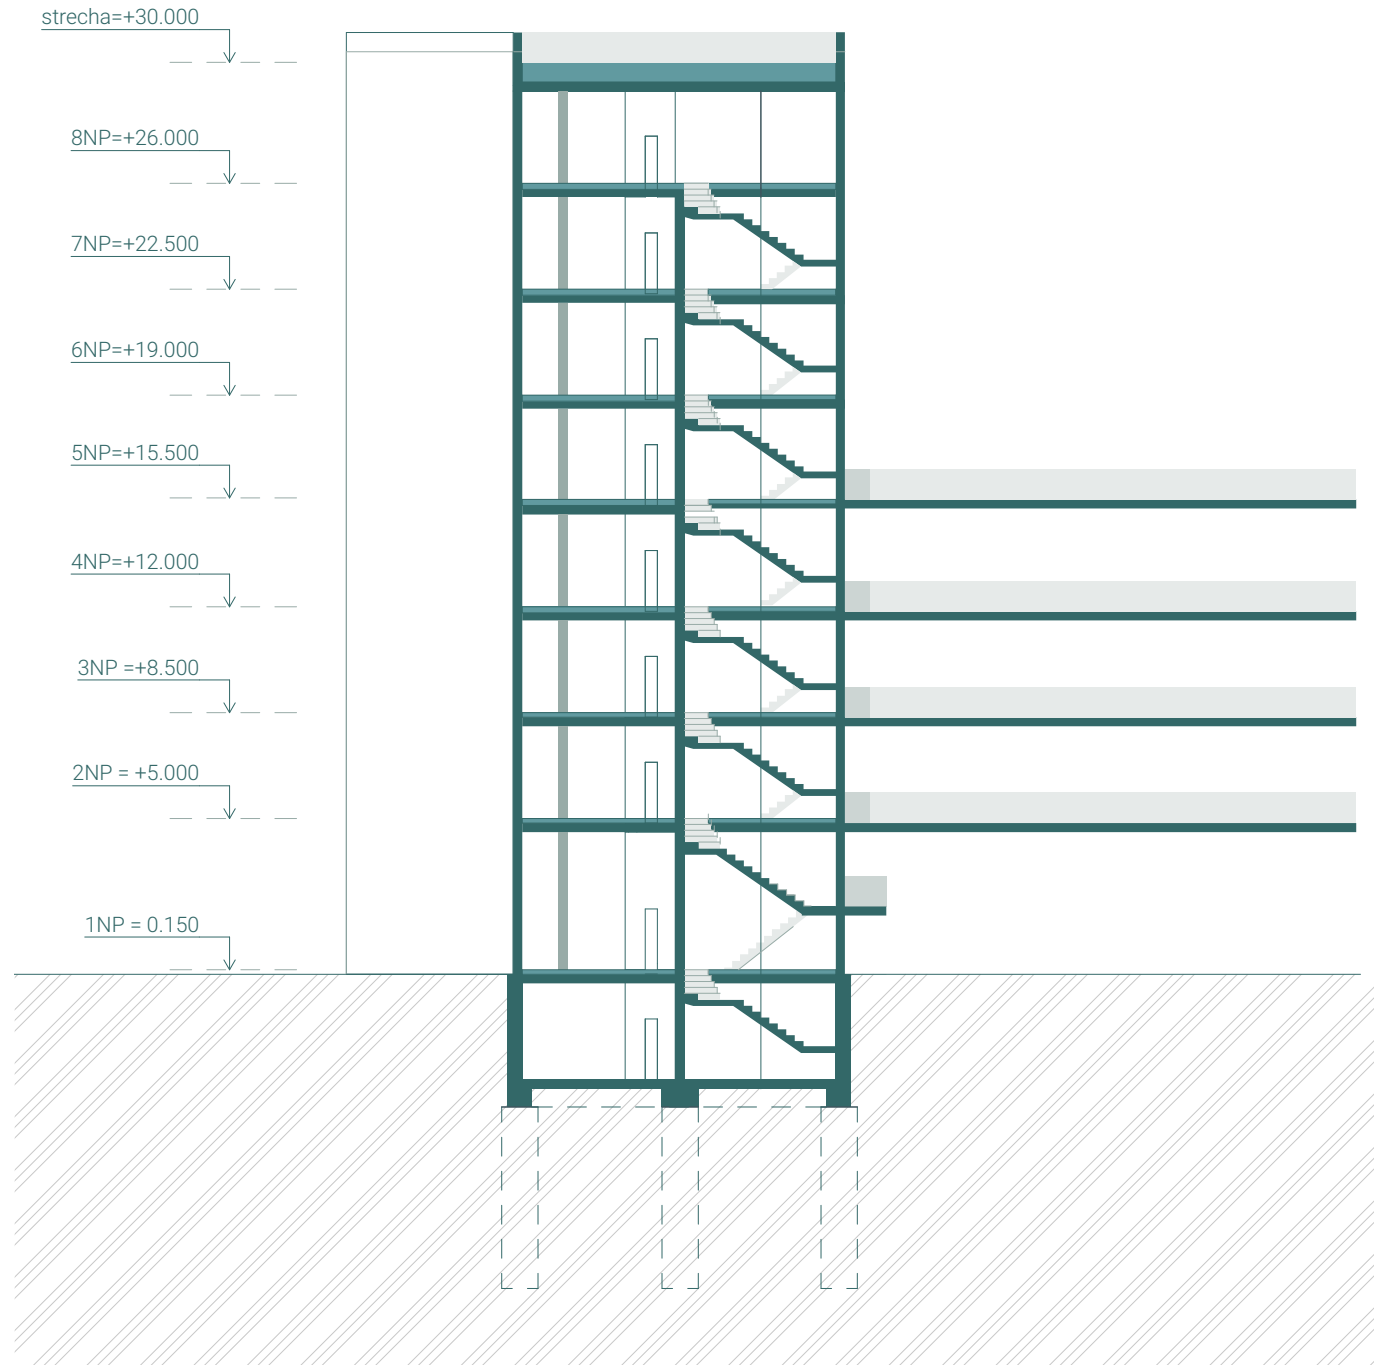 strecha=+30.000
8NP=+26.000
7NP=+22.500
6NP=+19.000
5NP=+15.500
4NP=+12.000
3NP =+8.500
2NP = +5.000
1NP = 0.150